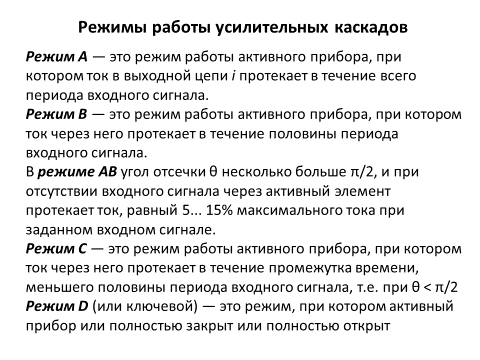 Режимы работы усилительных каскадов
Режим А — это режим работы активного прибора, при
котором ток в выходной цепи i протекает в течение всего
периода входного сигнала.
Режим В — это режим работы активного прибора, при котором
ток через него протекает в течение половины периода
входного сигнала.
В режиме АВ угол отсечки θ несколько больше π/2, и при
отсутствии входного сигнала через активный элемент
протекает ток, равный 5... 15% максимального тока при
заданном входном сигнале.
Режим С — это режим работы активного прибора, при котором
ток через него протекает в течение промежутка времени,
меньшего половины периода входного сигнала, т.е. при θ < π/2
Режим D (или ключевой) — это режим, при котором активный
прибор или полностью закрыт или полностью открыт